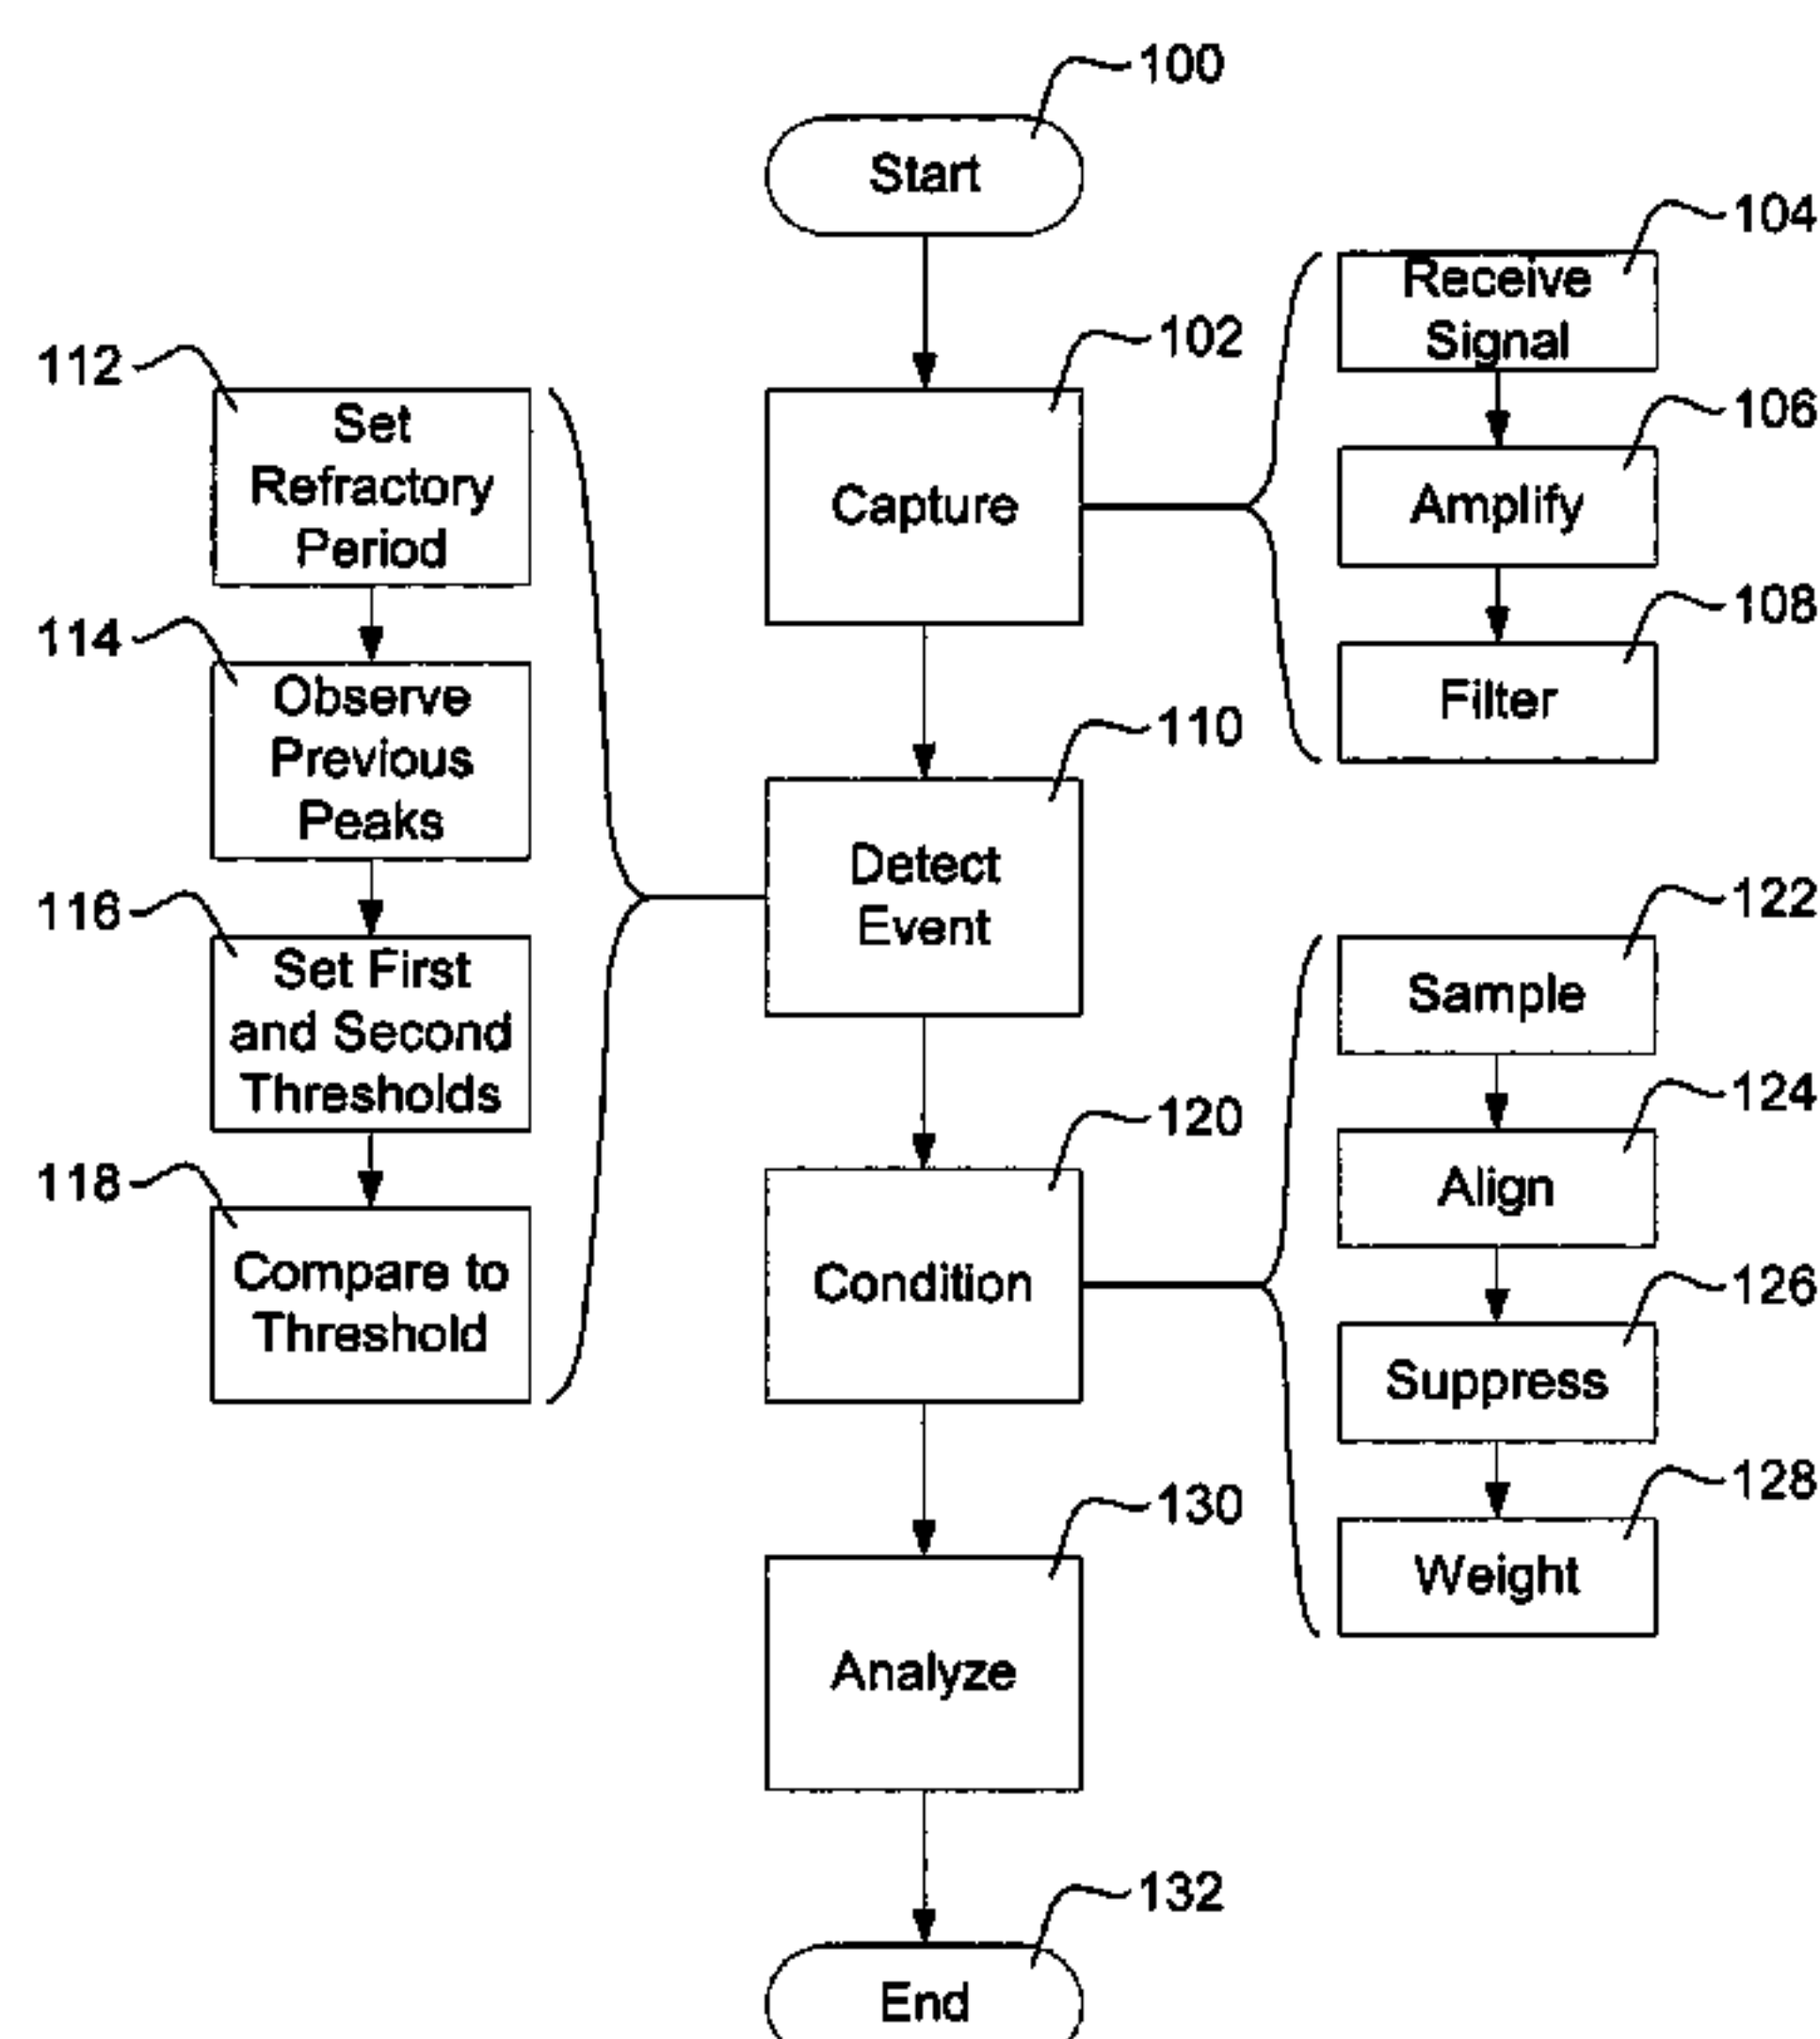 100
Start
102
Capture
104
Receive
Signal
106
Amplify
108
Filter
110
Detect
Event
112
Set
Refractory
Period
114
Observe
Previous
Peaks
116
Set First
and Second
Thresholds
118
Compare to
Threshold
120
Condition
122
Sample
124
Align
126
Suppress
128
Weight
130
Analyze
132
End